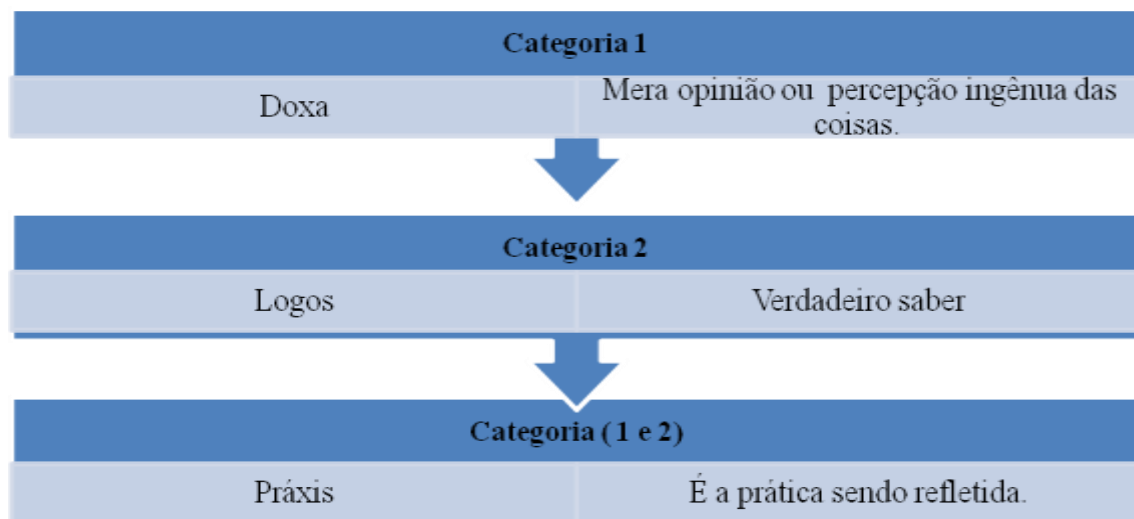 Categoria 1
Doxa
Mera opinião ou percepção ingênua das
coisas.
Categoria 2
Logos
Verdadeiro saber
Categoria (1 e 2)
Práxis
É a prática sendo refletida.